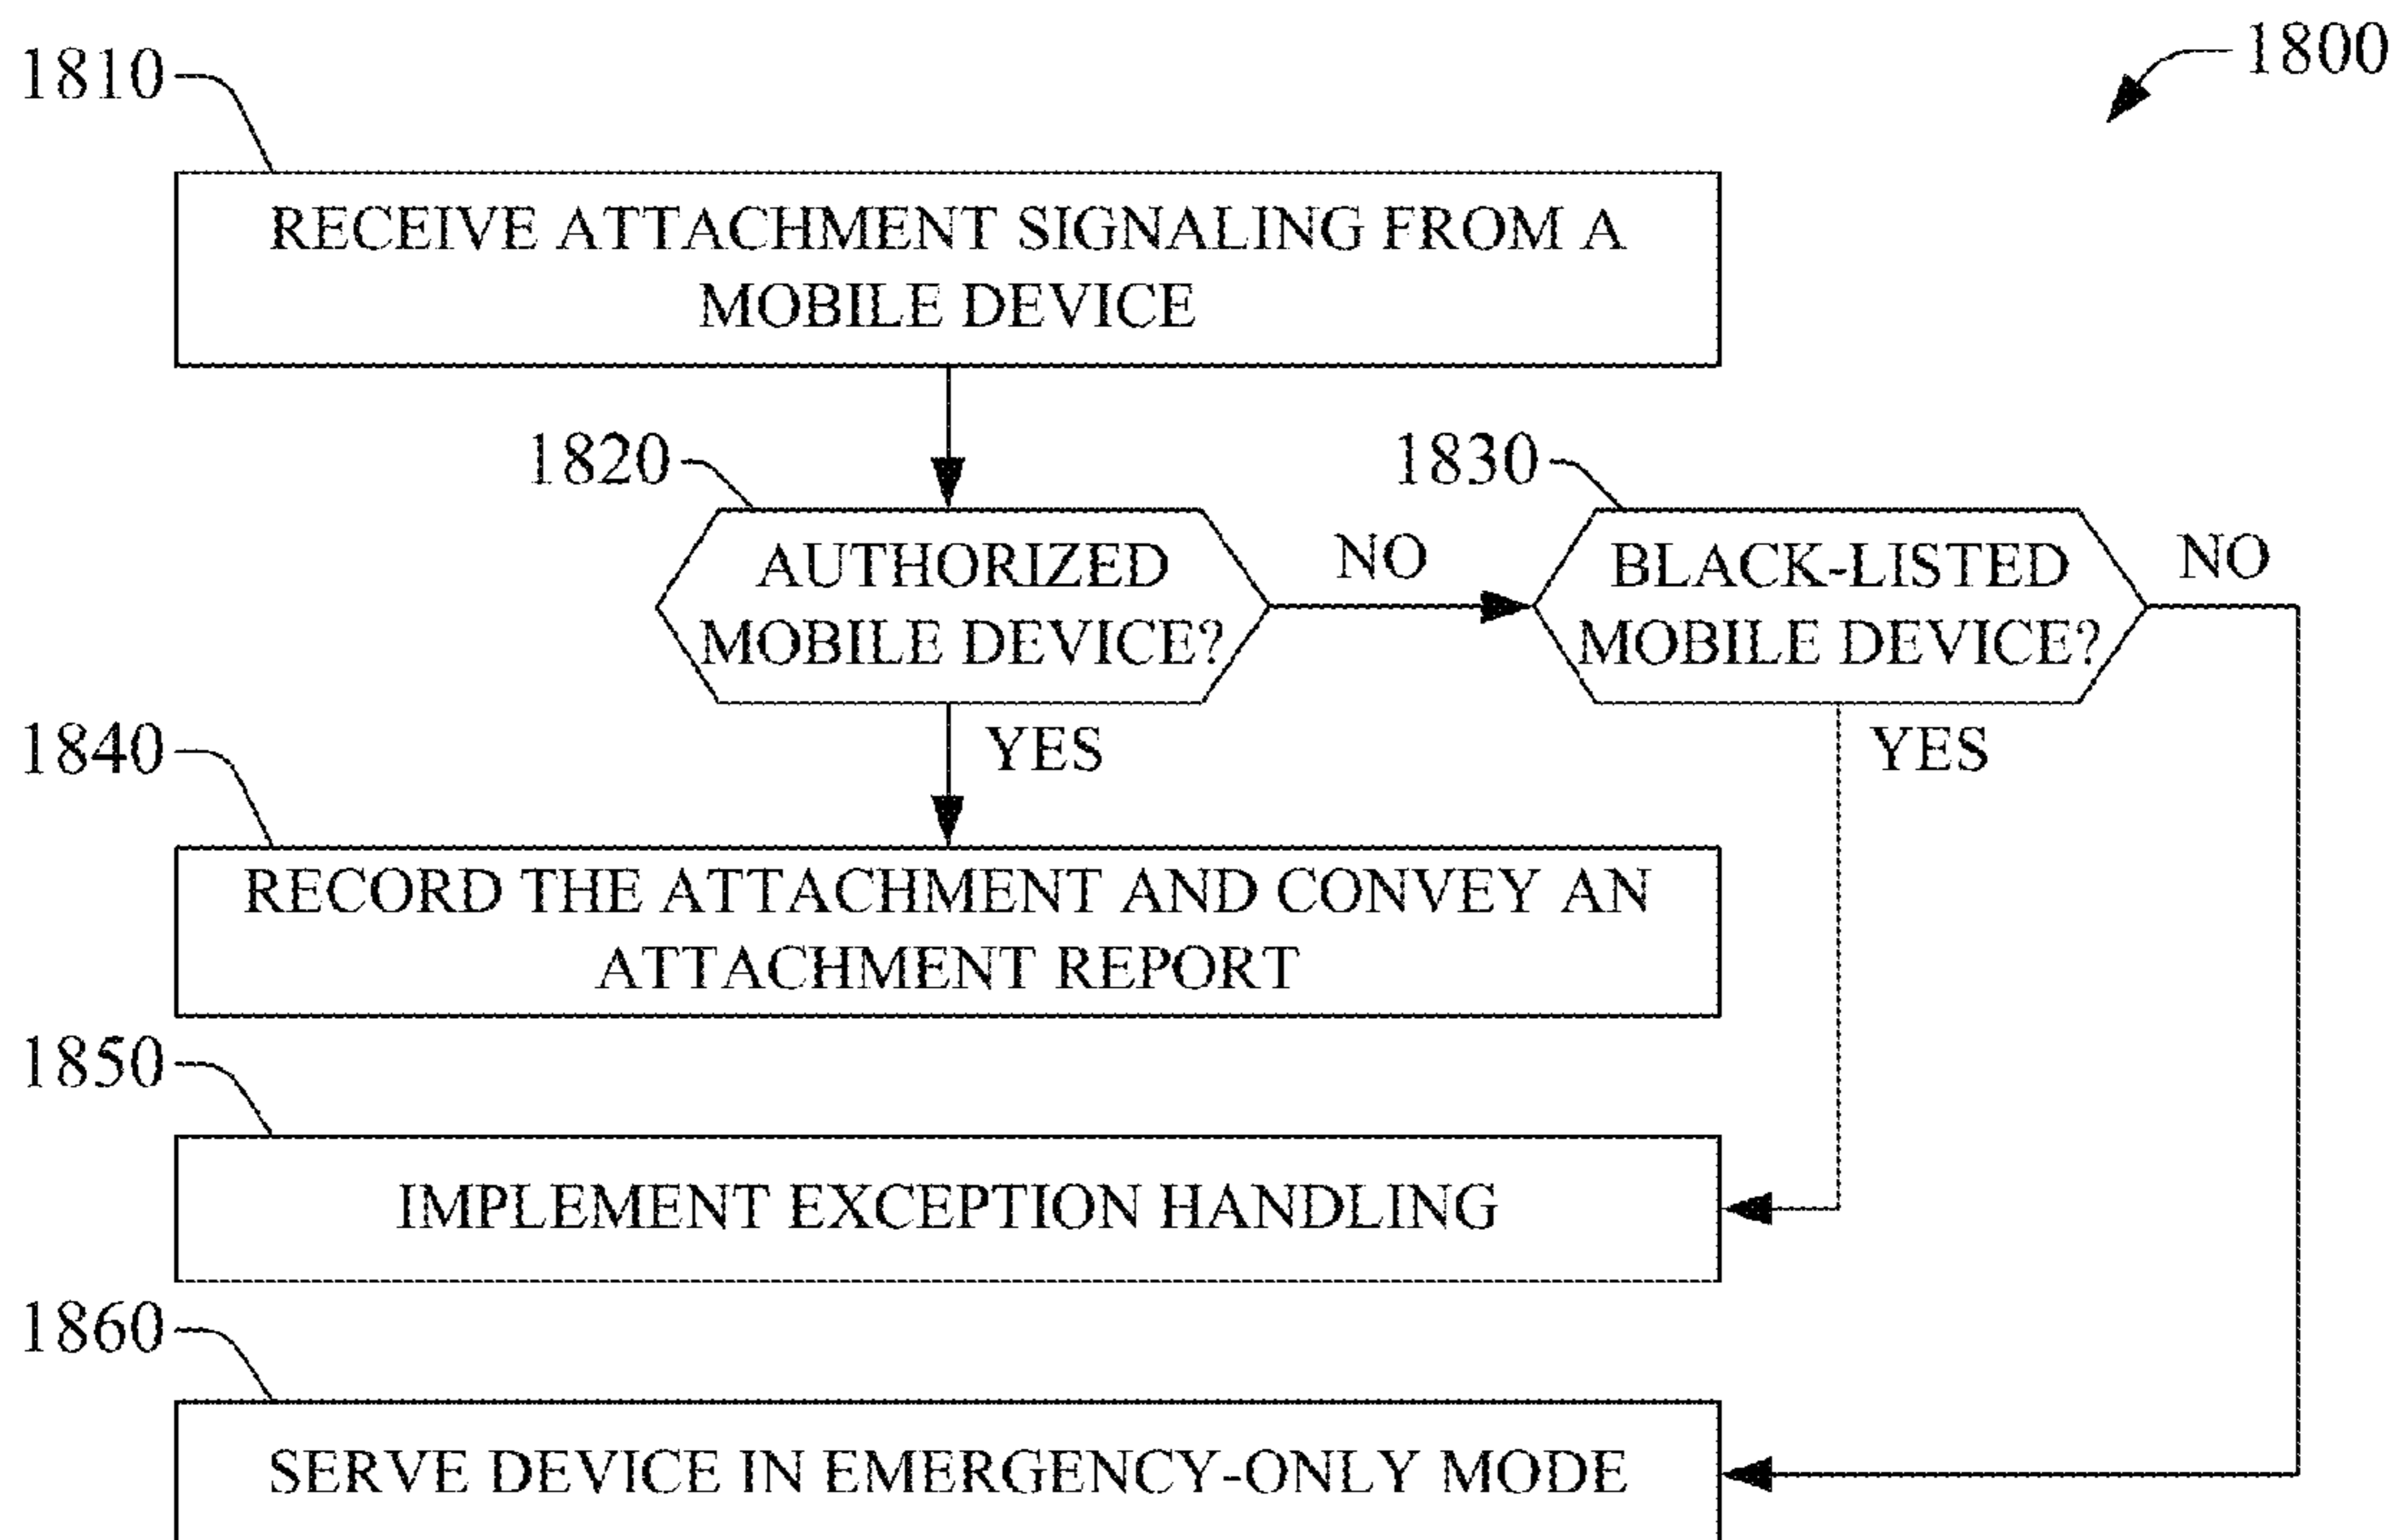 1800
1810
RECEIVE ATTACHMENT SIGNALING FROM A
MOBILE DEVICE
1820
AUTHORIZED
MOBILE DEVICE?
NO
1830
BLACK-LISTED
MOBILE DEVICE?
NO
YES
YES
1840
RECORD THE ATTACHMENT AND CONVEY AN
ATTACHMENT REPORT
1850
IMPLEMENT EXCEPTION HANDLING
1860
SERVE DEVICE IN EMERGENCY-ONLY MODE